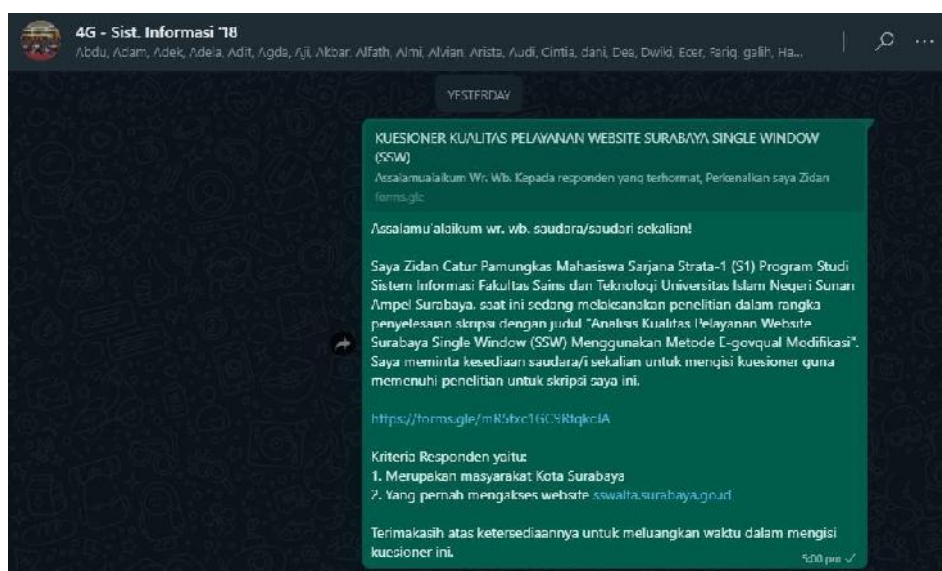 4G - Sist. Informasi '18
Abdu, Adam, Adek, Adela, Adit, Agda, Aji, Akbar, Alfath, Almi, Alvian, Arista, Audi, Cintia, dani, Dea, Dwiki, Ecer, Fariq, galih, Ha...
YESTERDAY
KUESIONER KUALITAS PELAYANAN WEBSITE SURABAYA SINGLE WINDOW
(SSW)
Assalamualaikum Wr. Wb. Kepada responden yang terhormat, Perkenalkan saya Zidan
forms.gle
Assalamu'alaikum wr. wb. saudara/saudari sekalian!
Saya Zidan Catur Pamungkas Mahasiswa Sarjana Strata-1 (S1) Program Studi
Sistem Informasi Fakultas Sains dan Teknologi Universitas Islam Negeri Sunan
Ampel Surabaya, saat ini sedang melaksanakan penelitian dalam rangka
penyelesaian skripsi dengan judul "Analisis Kualitas Pelayanan Website
Surabaya Single Window (SSW) Menggunakan Metode E-govqual Modifikasi".
Saya meminta kesediaan saudara/i sekalian untuk mengisi kuesioner guna
memenuhi penelitian untuk skripsi saya ini.
Kriteria Responden yaitu:
1. Merupakan masyarakat Kota Surabaya
2. Yang pernah mengakses website sswalfa.surabaya.go.id
Terimakasih atas ketersediaannya untuk meluangkan waktu dalam mengisi
kuesioner ini.
5:00 pm